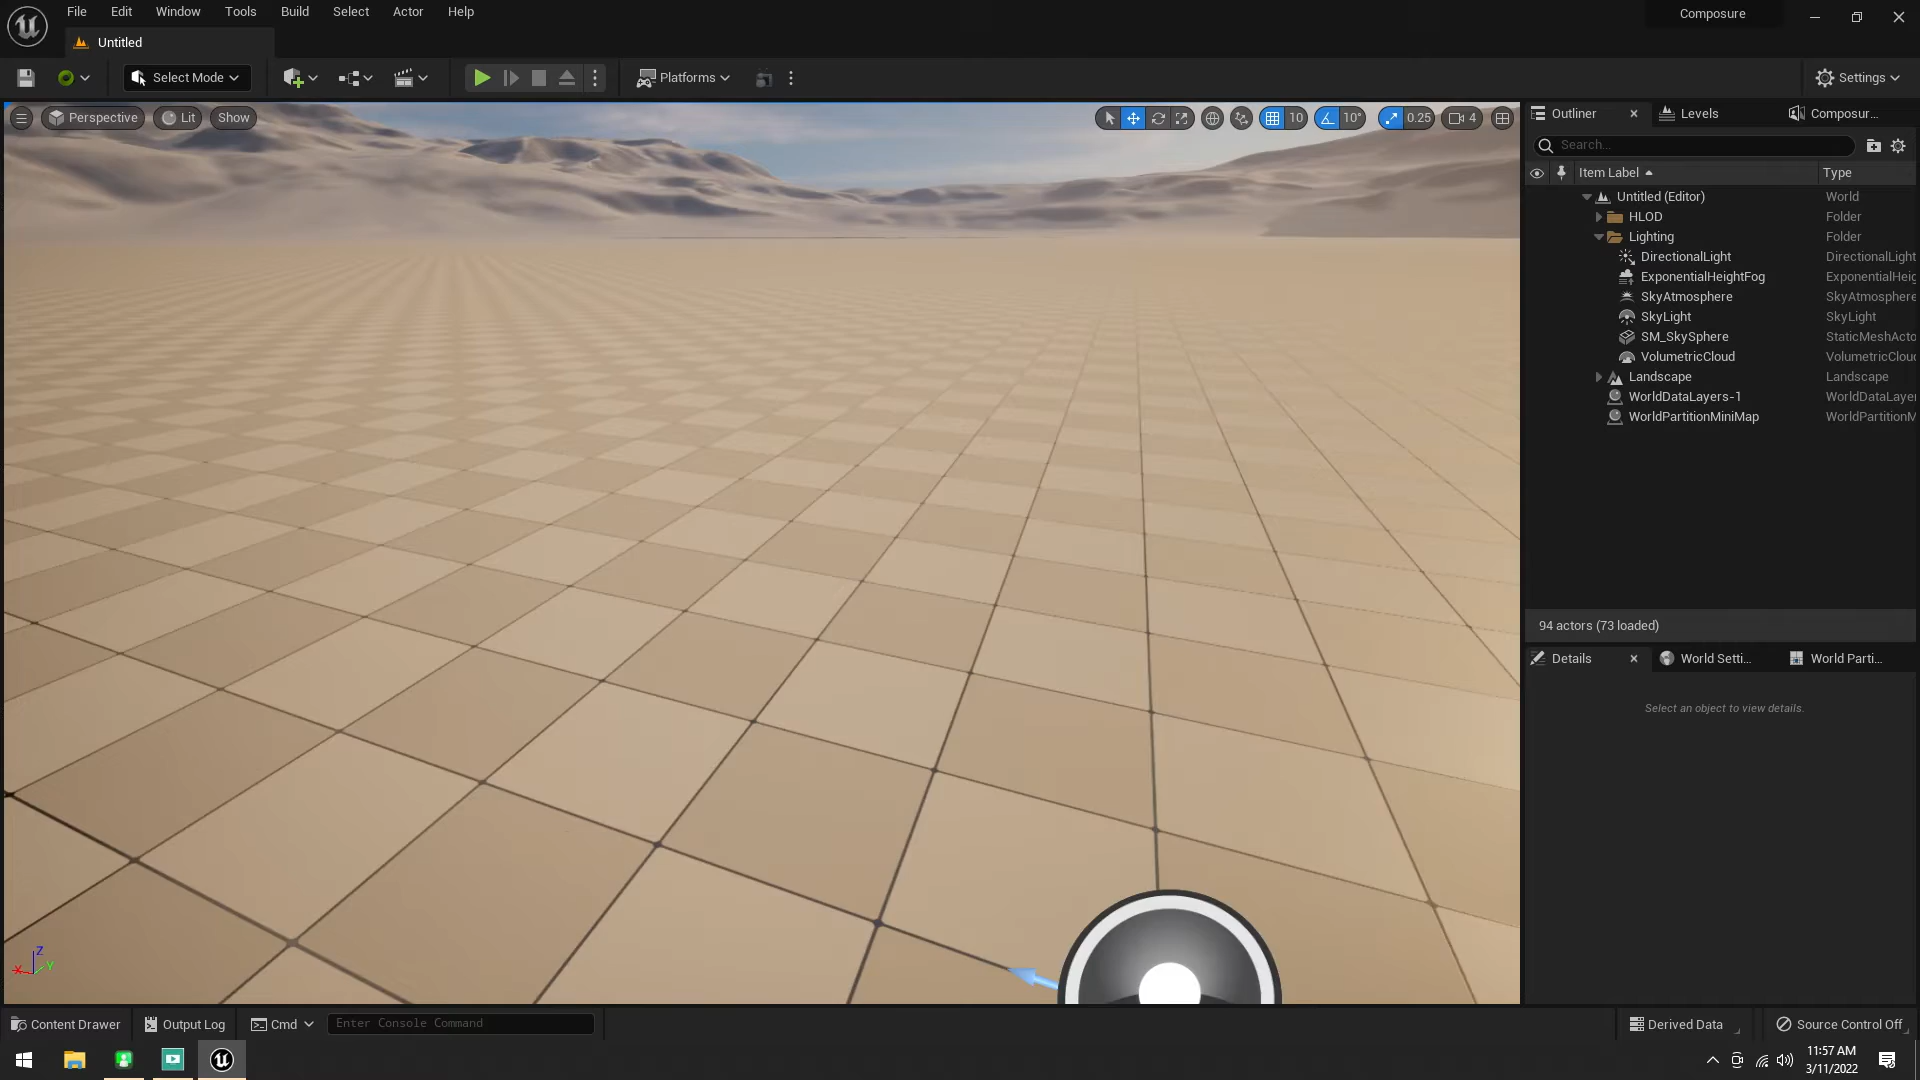 File Edit Window Tools Build Select Actor Help
Composure
Untitled
Select Mode
Platforms
Settings
Perspective Lit Show
10 10° 0.25 4
Outliner Levels Composur...
Search...
Item Label Type
Untitled (Editor) World
HLOD Folder
Lighting Folder
DirectionalLight DirectionalLight
ExponentialHeightFog ExponentialHeig
SkyAtmosphere SkyAtmosphere
SkyLight SkyLight
SM_SkySphere StaticMeshActo
VolumetricCloud VolumetricCloud
Landscape Landscape
WorldDataLayers-1 WorldDataLayer
WorldPartitionMiniMap WorldPartitionM
94 actors (73 loaded)
Details World Setti... World Parti...
Select an object to view details.
Z
X Y
Content Drawer Output Log Cmd Enter Console Command
Derived Data Source Control Off
11:57 AM
3/11/2022